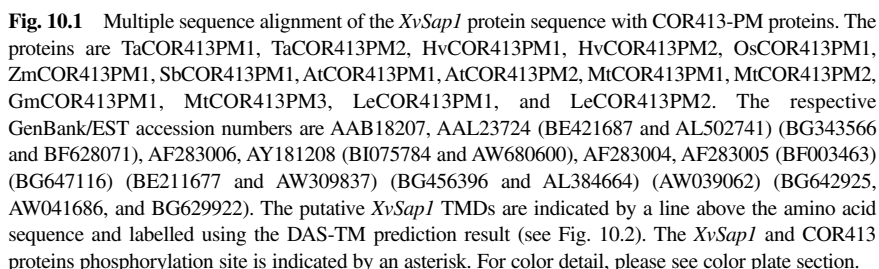 Fig. 10.1 Multiple sequence alignment of the XvSap1 protein sequence with COR413-PM proteins. The
proteins are TaCOR413PM1, TaCOR413PM2, HvCOR413PM1, HvCOR413PM2, OsCOR413PM1,
ZmCOR413PM1, SbCOR413PM1, AtCOR413PM1, AtCOR413PM2, MtCOR413PM1, MtCOR413PM2,
GmCOR413PM1, MtCOR413PM3, LeCOR413PM1, and LeCOR413PM2. The respective
GenBank/EST accession numbers are AAB18207, AAL23724 (BE421687 and AL502741) (BG343566
and BF628071), AF283006, AY181208 (BI075784 and AW680600), AF283004, AF283005 (BF003463)
(BG647116) (BE211677 and AW309837) (BG456396 and AL384664) (AW039062) (BG642925,
AW041686, and BG629922). The putative XvSap1 TMDs are indicated by a line above the amino acid
sequence and labelled using the DAS-TM prediction result (see Fig. 10.2). The XvSap1 and COR413
proteins phosphorylation site is indicated by an asterisk. For color detail, please see color plate section.